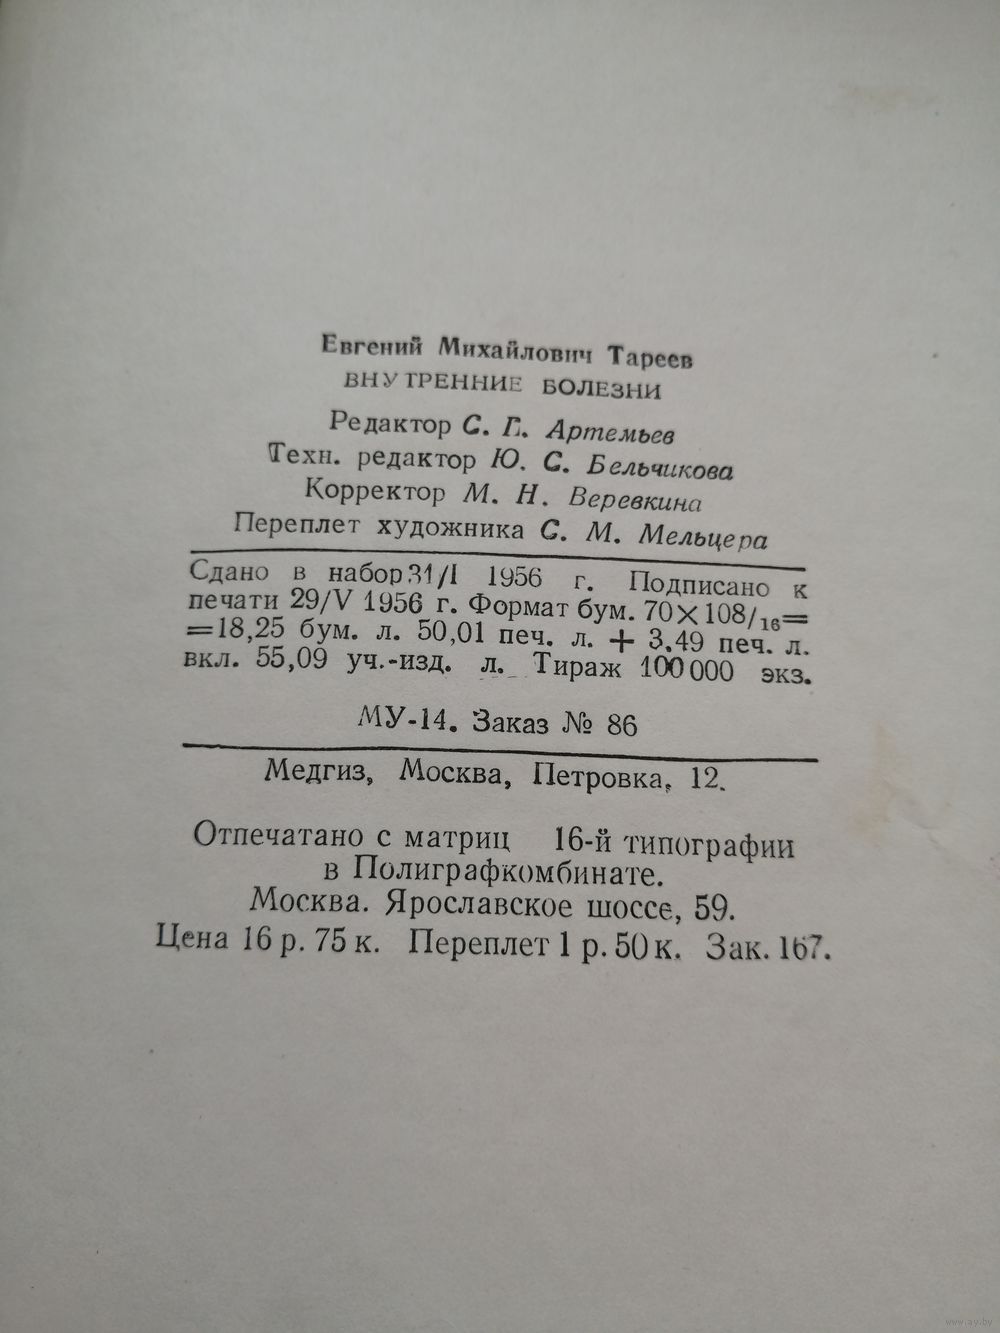 Евгений Михайлович Тареев
ВНУТРЕННИЕ БОЛЕЗНИ
Редактор С. Г. Артемьев
Техн. редактор Ю. С. Бельчикова
Корректор М. Н. Веревкина
Переплет художника С. М. Мельцера
Сдано в набор 31/I 1956 г. Подписано к
печати 29/V 1956 г. Формат бум. 70×108/₁₆=
=18,25 бум. л. 50,01 печ. л. + 3,49 печ. л.
вкл. 55,09 уч.-изд. л. Тираж 100 000 экз.
МУ-14. Заказ № 86
Медгиз, Москва, Петровка, 12.
Отпечатано с матриц 16-й типографии
в Полиграфкомбинате.
Москва. Ярославское шоссе, 59.
Цена 16 р. 75 к. Переплет 1 р. 50 к. Зак. 167.
www.ay.by